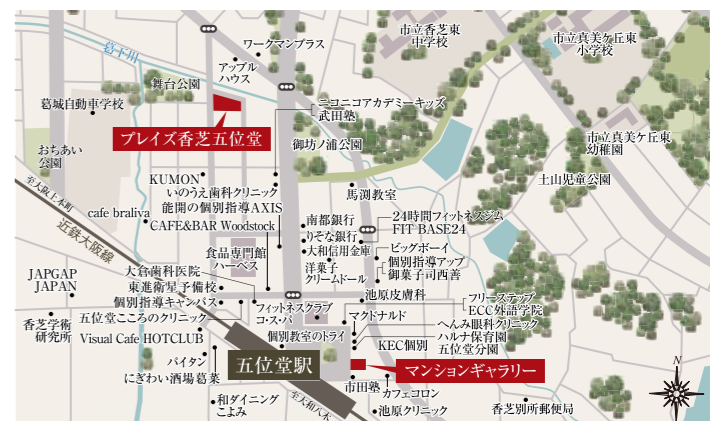 ワークマンプラス
市立香芝東
中学校
市立真美ケ丘東
小学校
葛下川
アップル
ハウス
舞台公園
葛城自動車学校
ニコニコアカデミーキッズ
武田塾
プレイズ香芝五位堂
御坊ノ浦公園
市立真美ケ丘東
幼稚園
おちあい
公園
土山児童公園
KUMON
いのうえ歯科クリニック
能開の個別指導AXIS
馬渕教室
至大阪上本町
近鉄大阪線
cafe braliva
CAFE&BAR Woodstock
南都銀行
りそな銀行
大和信用金庫
24時間フィットネスジム
FIT BASE24
食品専門館
ハーベス
洋菓子
クリームドール
ビッグボーイ
個別指導アップ
御菓子司西善
JAPGAP
JAPAN
大倉歯科医院
東進衛星予備校
個別指導キャンパス
五位堂こころのクリニック
フィットネスクラブ
コ・ス・パ
池原皮膚科
フリーステップ
ECC外語学院
香芝学術
研究所
Visual Cafe HOTCLUB
個別教室のトライ
マクドナルド
へんみ眼科クリニック
ハルナ保育園
五位堂分園
KEC個別
パイタン
にぎわい酒場葛菜
五位堂駅
マンションギャラリー
市田塾
カフェコロン
和ダイニング
こよみ
至大和八木
池原クリニック
香芝別所郵便局
N